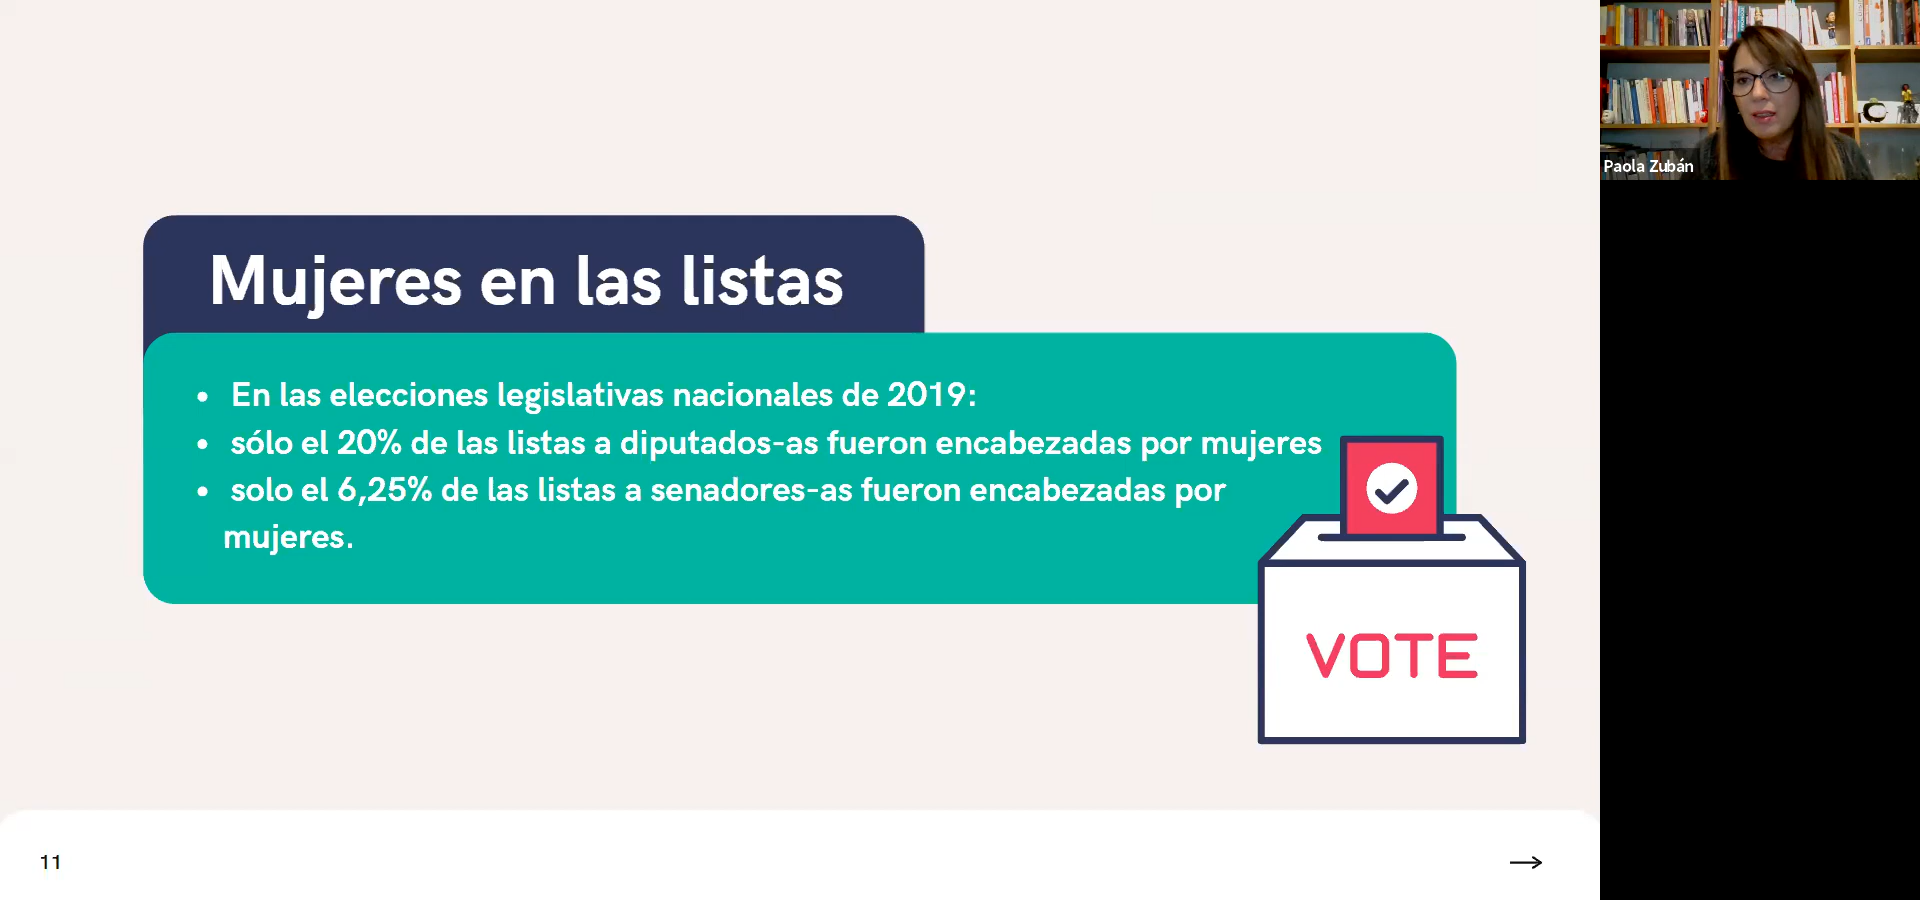 Mujeres en las listas
• En las elecciones legislativas nacionales de 2019:
• sólo el 20% de las listas a diputados-as fueron encabezadas por mujeres
• solo el 6,25% de las listas a senadores-as fueron encabezadas por
mujeres.
VOTE
11
Paola Zubán